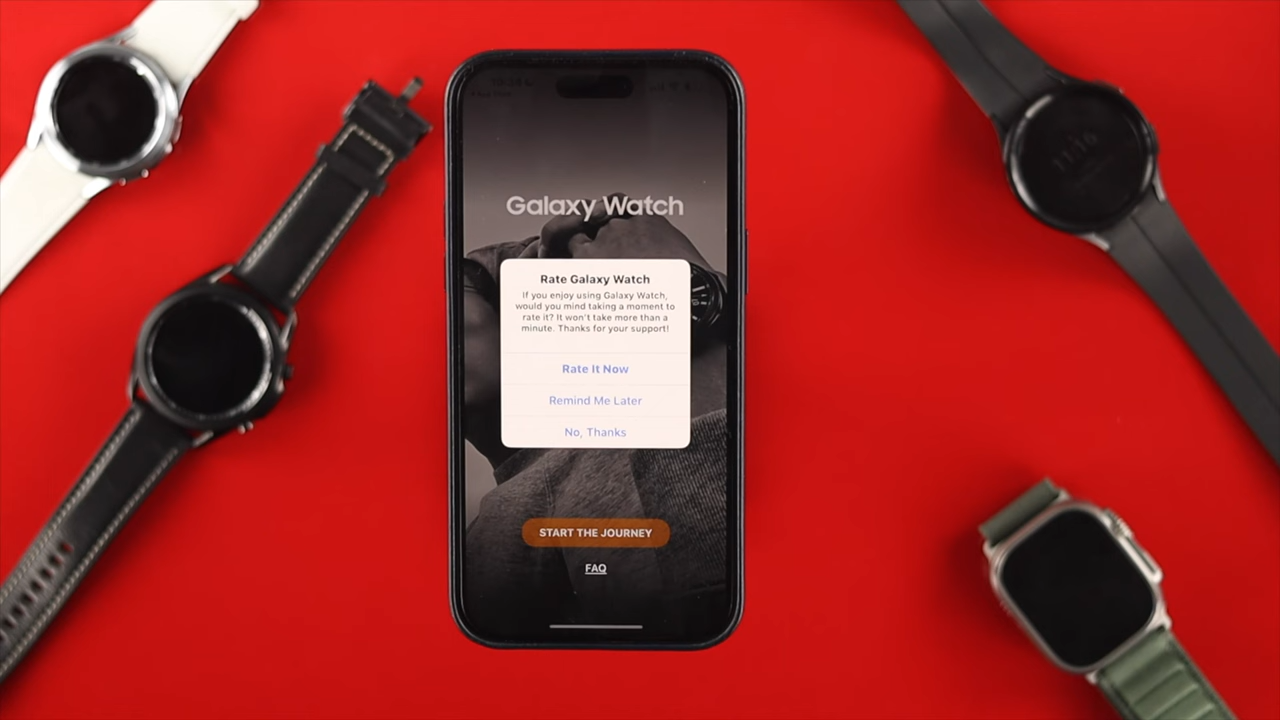 Galaxy Watch
Rate Galaxy Watch
If you enjoy using Galaxy Watch,
would you mind taking a moment to
rate it? It won't take more than a
minute. Thanks for your support!
Rate It Now
Remind Me Later
No, Thanks
START THE JOURNEY
FAQ
11:16